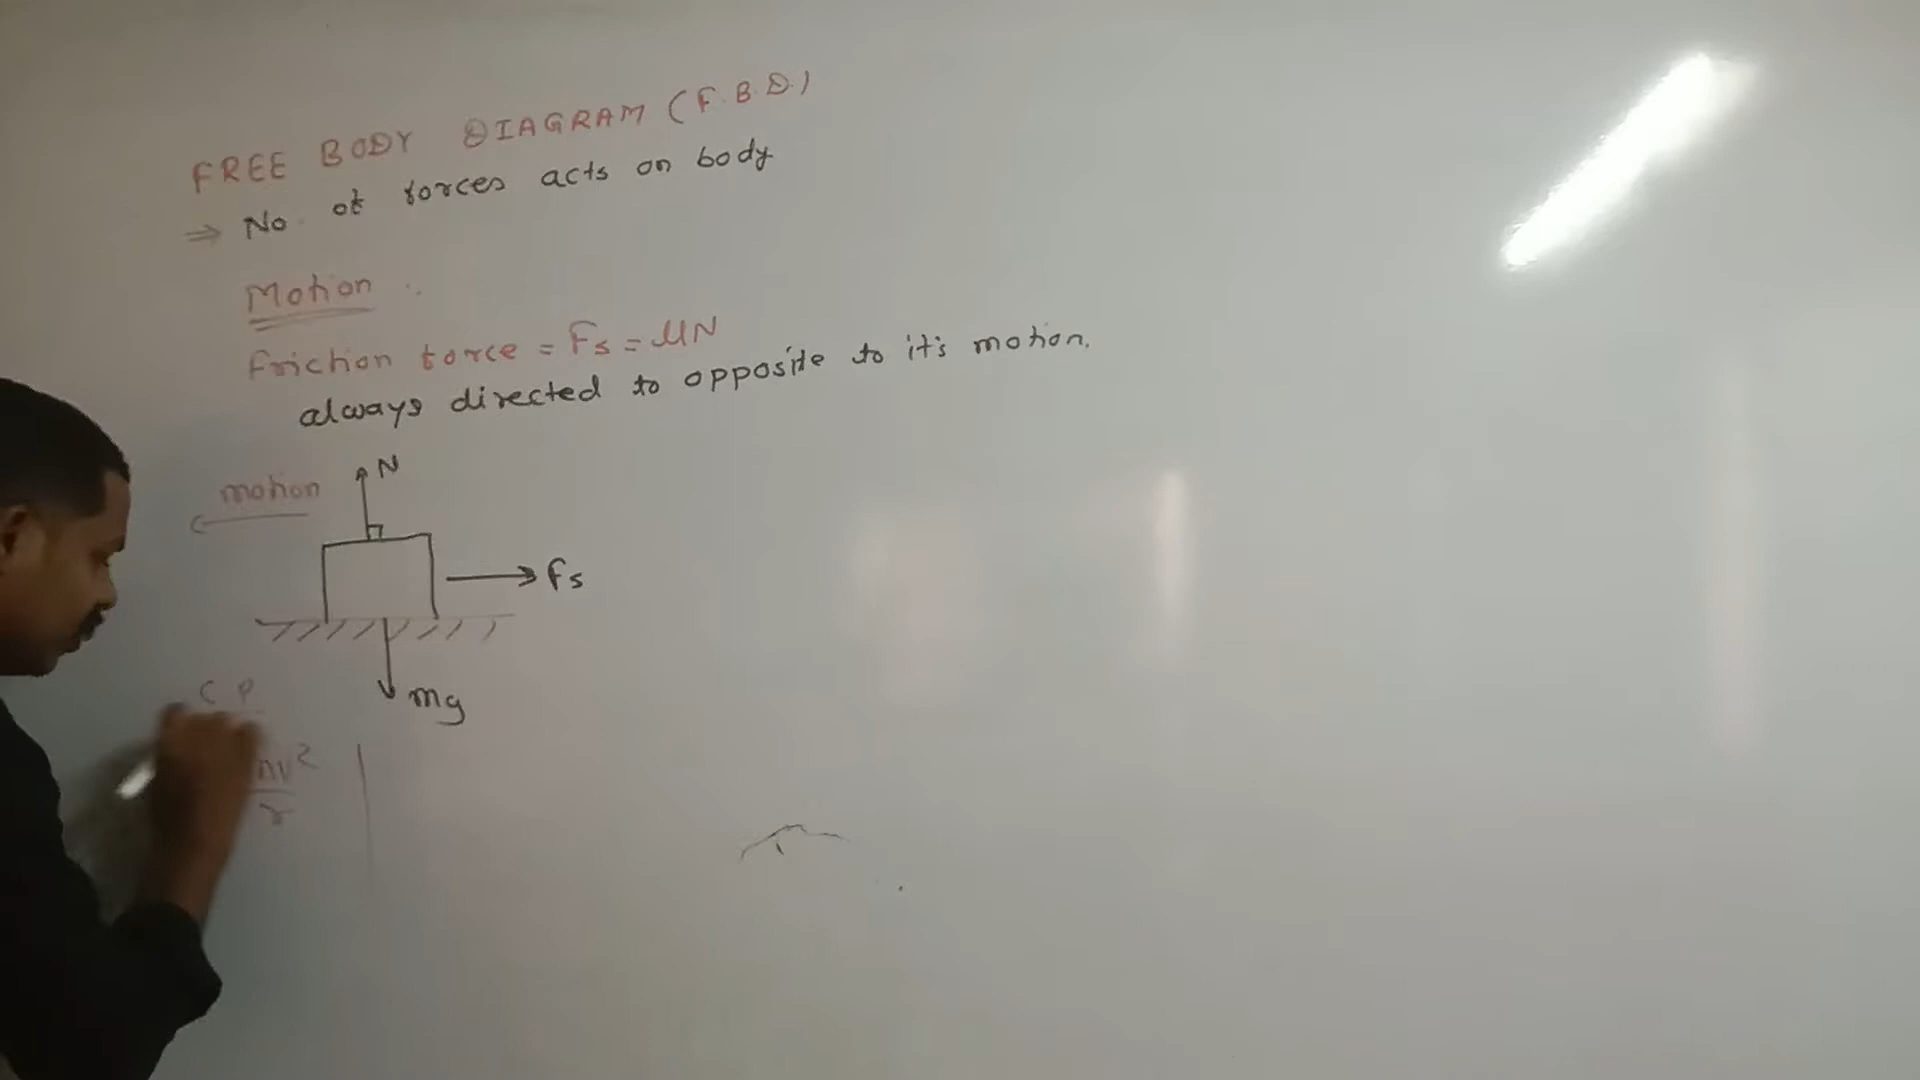 FREE BODY DIAGRAM (F.B.D.)
⇒ No. of forces acts on body
Motion :
Friction force = Fs = μN
always directed to opposite to it's motion.
motion
N
Fs
mg
C P
mv²
r